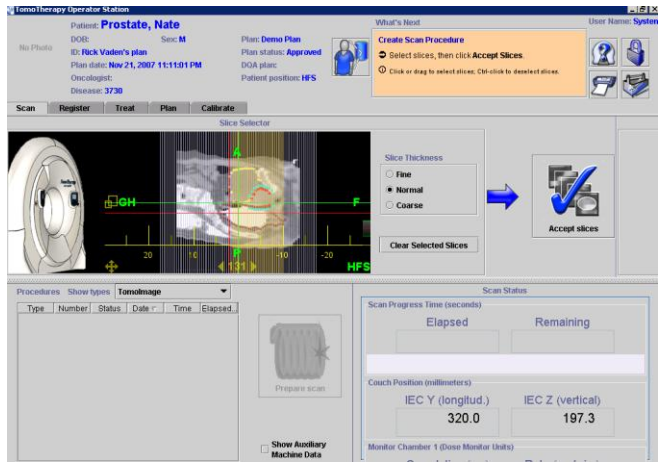 TomoTherapy Operator Station
Patient: Prostate, Nate
DOB: Sex: M
ID: Rick Vaden's plan
Plan date: Nov 21, 2007 11:11:01 PM
Oncologist:
Disease: 3730
No Photo
Plan: Demo Plan
Plan status: Approved
DQA plan:
Patient position: HFS
What's Next
Create Scan Procedure
Select slices, then click Accept Slices.
Click or drag to select slices; Ctrl-click to deselect slices.
User Name: System
Scan Register Treat Plan Calibrate
Slice Selector
A
GH F
20 10 -10 -20
P
131
HFS
Slice Thickness
Fine
Normal
Coarse
Clear Selected Slices
Accept slices
Procedures Show types TomoImage
Type Number Status Date Time Elapsed...
Prepare scan
Show Auxiliary
Machine Data
Scan Status
Scan Progress Time (seconds)
Elapsed Remaining
Couch Position (millimeters)
IEC Y (longitud.) IEC Z (vertical)
320.0 197.3
Monitor Chamber 1 (Dose Monitor Units)